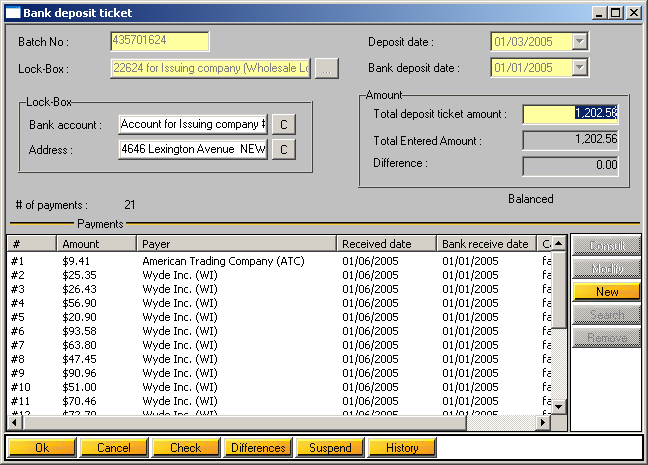 Bank deposit ticket
Batch No : 435701624 Deposit date : 01/03/2005
Lock-Box : 22624 for Issuing company (Wholesale Lo ... Bank deposit date : 01/01/2005
Lock-Box Amount
Bank account : Account for Issuing company C Total deposit ticket amount : 1,202.56
Address : 4646 Lexington Avenue NEW C Total Entered Amount : 1,202.56
Difference : 0.00
# of payments : 21 Balanced
Payments
# Amount Payer Received date Bank receive date
#1 $9.41 American Trading Company (ATC) 01/06/2005 01/01/2005 fa
#2 $25.35 Wyde Inc. (WI) 01/06/2005 01/01/2005 fa
#3 $26.43 Wyde Inc. (WI) 01/06/2005 01/01/2005 fa
#4 $56.90 Wyde Inc. (WI) 01/06/2005 01/01/2005 fa
#5 $20.90 Wyde Inc. (WI) 01/06/2005 01/01/2005 fa
#6 $93.58 Wyde Inc. (WI) 01/06/2005 01/01/2005 fa
#7 $63.80 Wyde Inc. (WI) 01/06/2005 01/01/2005 fa
#8 $47.45 Wyde Inc. (WI) 01/06/2005 01/01/2005 fa
#9 $90.96 Wyde Inc. (WI) 01/06/2005 01/01/2005 fa
#10 $51.00 Wyde Inc. (WI) 01/06/2005 01/01/2005 fa
#11 $70.46 Wyde Inc. (WI) 01/06/2005 01/01/2005 fa
#12 $72.70 Wyde Inc. (WI) 01/06/2005 01/01/2005 fa
Consult
Modify
New
Search
Remove
Ok Cancel Check Differences Suspend History